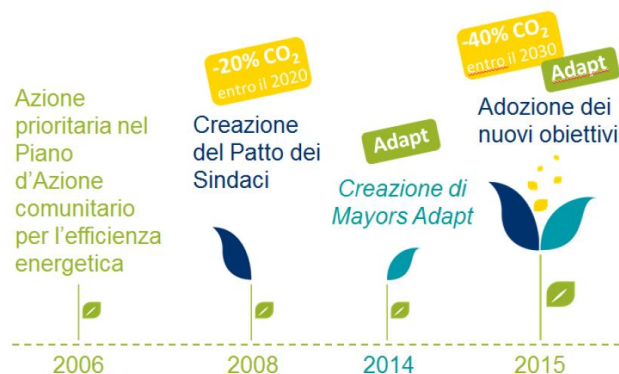 Azione
prioritaria nel
Piano
d'Azione
comunitario
per l'efficienza
energetica
2006
-20% CO₂
entro il 2020
Creazione
del Patto dei
Sindaci
2008
Adapt
Creazione di
Mayors Adapt
2014
-40% CO₂
entro il 2030
Adapt
Adozione dei
nuovi obiettivi
2015